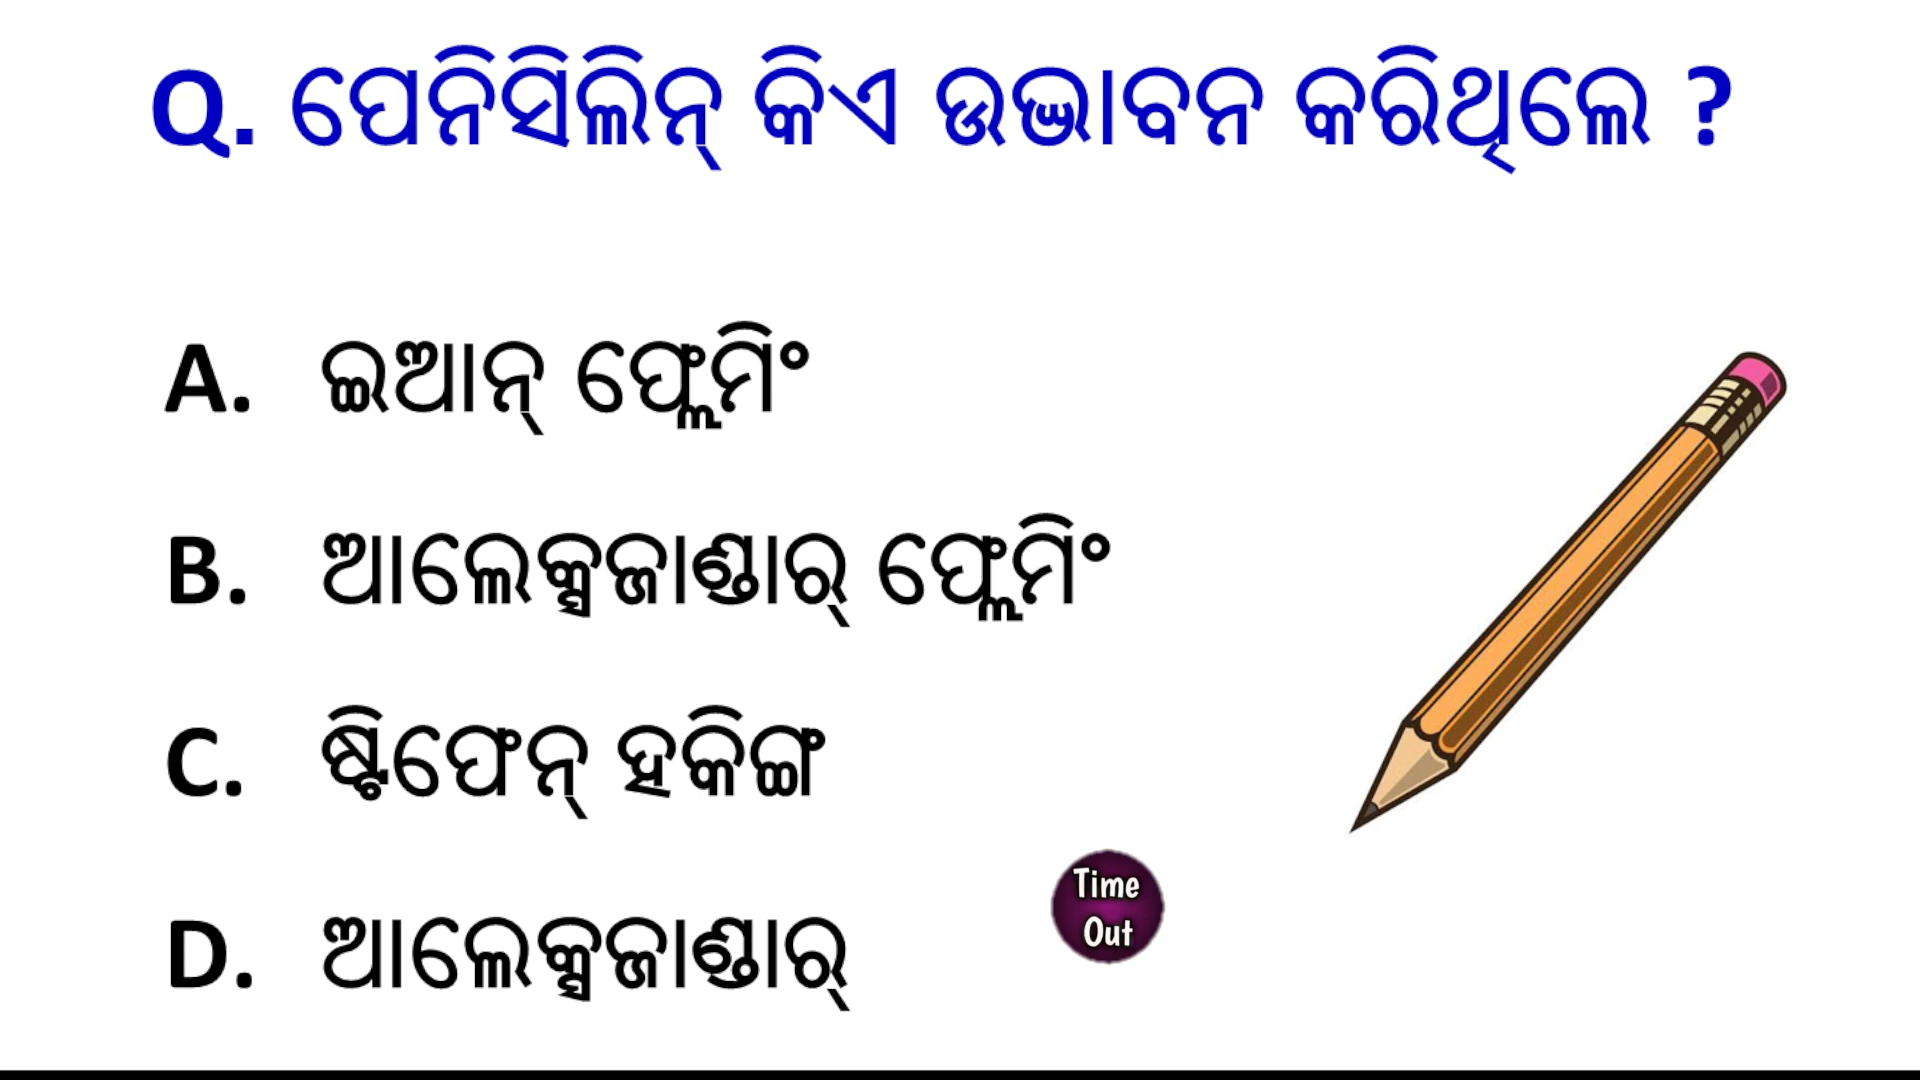 Q. ପେନିସିଲିନ୍ କିଏ ଉଦ୍ଭାବନ କରିଥିଲେ ?
A. ଇଆନ୍ ଫ୍ଲେମିଂ
B. ଆଲେକ୍ସଜାଣ୍ଡାର୍ ଫ୍ଲେମିଂ
C. ଷ୍ଟିଫେନ୍ ହକିଙ୍ଗ
D. ଆଲେକ୍ସଜାଣ୍ଡାର୍
Time
Out